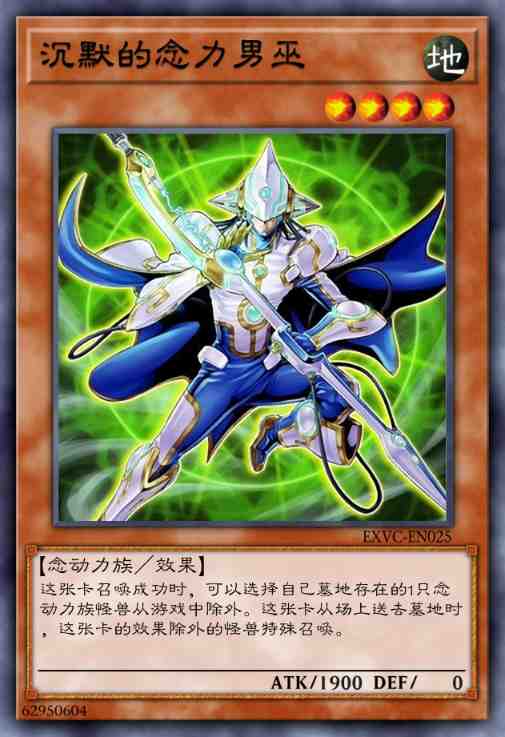 沉默的念力男巫
地
EXVC-EN025
【念动力族／效果】
这张卡召唤成功时，可以选择自己墓地存在的1只念
动力族怪兽从游戏中除外。这张卡从场上送去墓地时
，这张卡的效果除外的怪兽特殊召唤。
ATK/1900 DEF/ 0
62950604